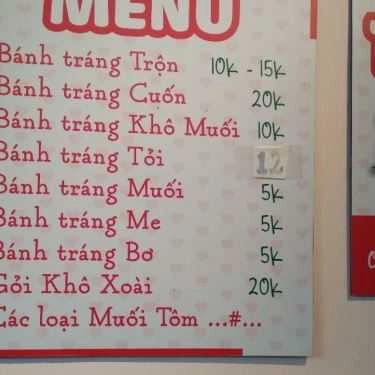 MENU
Bánh tráng Trộn 10k - 15k
Bánh tráng Cuốn 20k
Bánh tráng Khô Muối 10k
Bánh tráng Tỏi 12
Bánh tráng Muối 5k
Bánh tráng Me 5k
Bánh tráng Bơ 5k
Gỏi Khô Xoài 20k
Các loại Muối Tôm ...#...